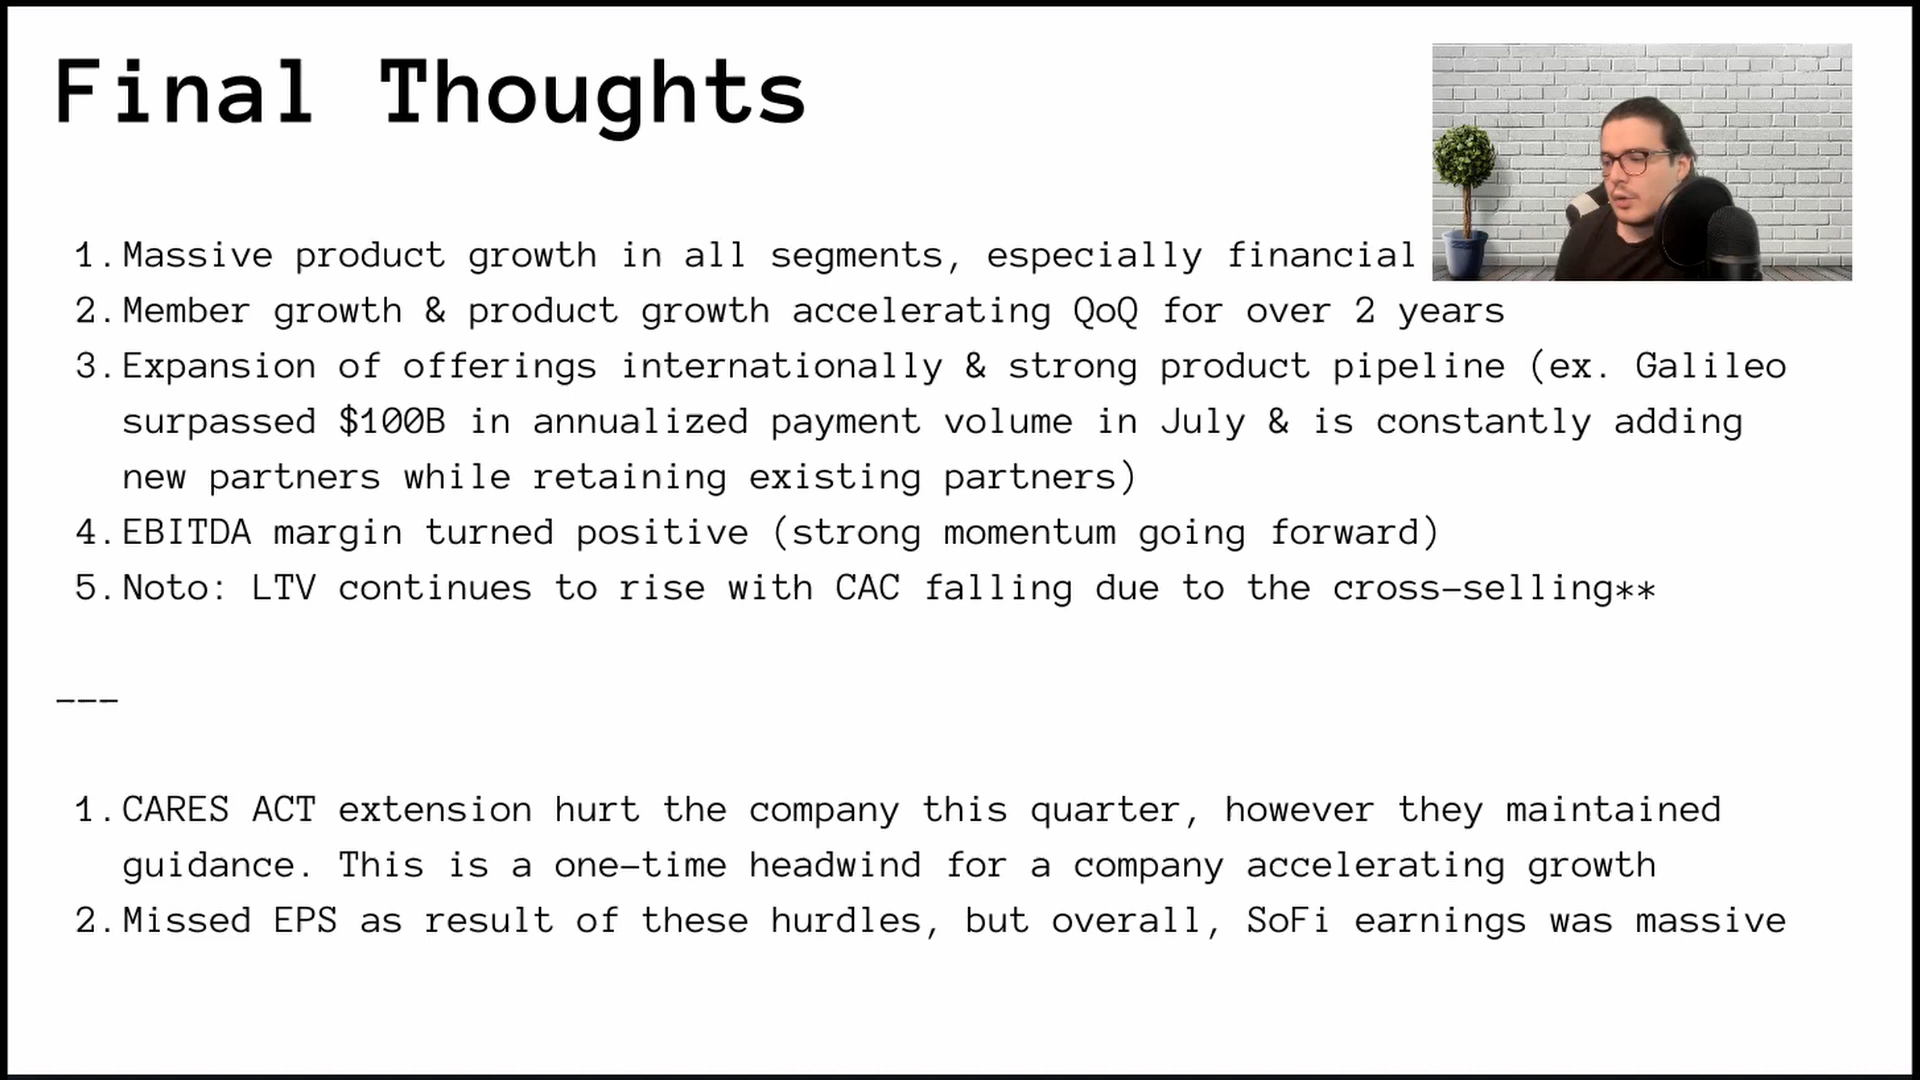 Final Thoughts
1. Massive product growth in all segments, especially financial
2. Member growth & product growth accelerating QoQ for over 2 years
3. Expansion of offerings internationally & strong product pipeline (ex. Galileo
surpassed $100B in annualized payment volume in July & is constantly adding
new partners while retaining existing partners)
4. EBITDA margin turned positive (strong momentum going forward)
5. Noto: LTV continues to rise with CAC falling due to the cross-selling**
---
1. CARES ACT extension hurt the company this quarter, however they maintained
guidance. This is a one-time headwind for a company accelerating growth
2. Missed EPS as result of these hurdles, but overall, SoFi earnings was massive